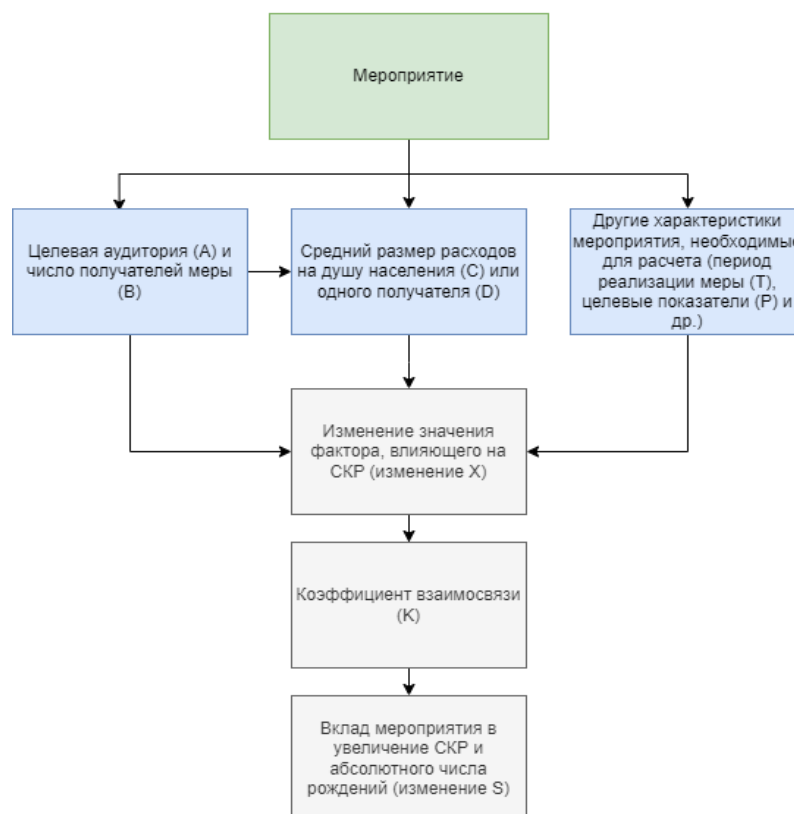 Мероприятие
Целевая аудитория (A) и
число получателей меры
(B)
Средний размер расходов
на душу населения (C) или
одного получателя (D)
Другие характеристики
мероприятия, необходимые
для расчета (период
реализации меры (T),
целевые показатели (P) и
др.)
Изменение значения
фактора, влияющего на
СКР (изменение X)
Коэффициент взаимосвязи
(K)
Вклад мероприятия в
увеличение СКР и
абсолютного числа
рождений (изменение S)